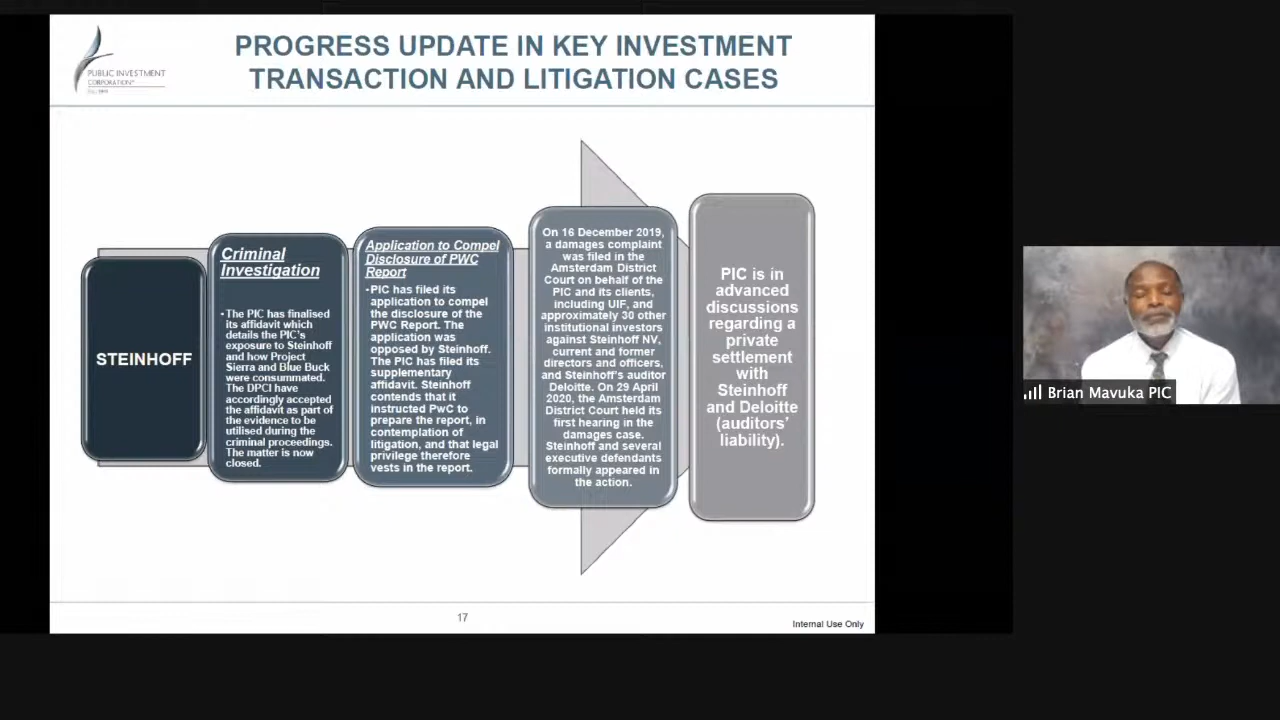 PROGRESS UPDATE IN KEY INVESTMENT
TRANSACTION AND LITIGATION CASES
PUBLIC INVESTMENT
CORPORATION
STEINHOFF
Criminal
Investigation
•The PIC has finalised
its affidavit which
details the PIC's
exposure to Steinhoff
and how Project
Sierra and Blue Buck
were consummated.
The DPCI have
accordingly accepted
the affidavit as part of
the evidence to be
utilised during the
criminal proceedings.
The matter is now
closed.
Application to Compel
Disclosure of PWC
Report
•PIC has filed its
application to compel
the disclosure of the
PWC Report. The
application was
opposed by Steinhoff.
The PIC has filed its
supplementary
affidavit. Steinhoff
contends that it
instructed PwC to
prepare the report, in
contemplation of
litigation, and that legal
privilege therefore
vests in the report.
On 16 December 2019,
a damages complaint
was filed in the
Amsterdam District
Court on behalf of the
PIC and its clients,
including UIF, and
approximately 30 other
institutional investors
against Steinhoff NV,
current and former
directors and officers,
and Steinhoff's auditor
Deloitte. On 29 April
2020, the Amsterdam
District Court held its
first hearing in the
damages case.
Steinhoff and several
executive defendants
formally appeared in
the action.
PIC is in
advanced
discussions
regarding a
private
settlement
with
Steinhoff
and Deloitte
(auditors'
liability).
17
Internal Use Only
Brian Mavuka PIC